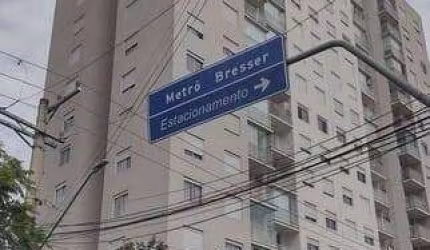 Metrô Bresser
Estacionamento →